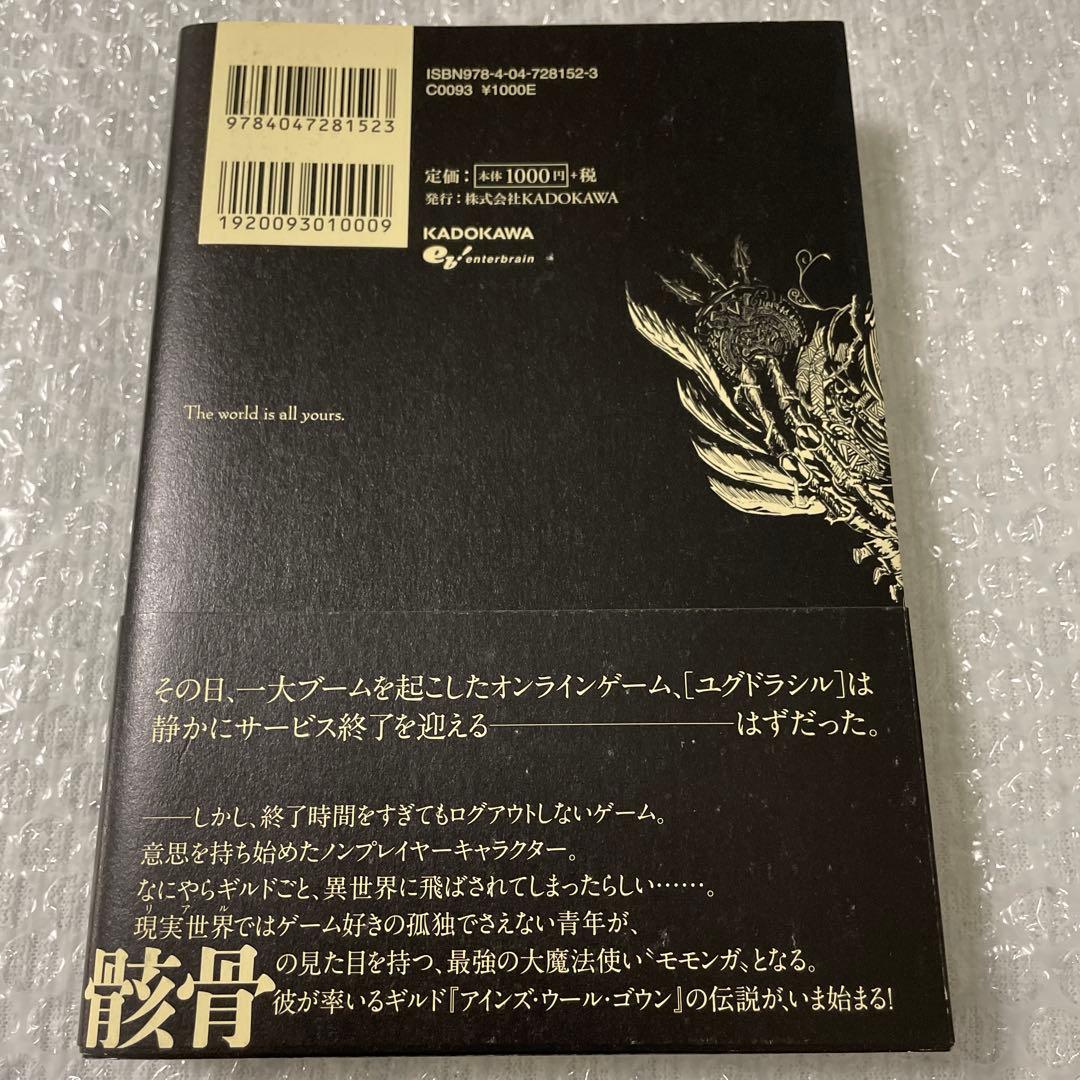 ISBN978-4-04-728152-3
C0093 ¥1000E
9784047281523
定価：本体1000円+税
発行：株式会社KADOKAWA
1920093010009
KADOKAWA
eb! enterbrain
The world is all yours.
その日、一大ブームを起こしたオンラインゲーム、[ユグドラシル]は
静かにサービス終了を迎える――――――はずだった。
――しかし、終了時間をすぎてもログアウトしないゲーム。
意思を持ち始めたノンプレイヤーキャラクター。
なにやらギルドごと、異世界に飛ばされてしまったらしい……。
リアル
現実世界ではゲーム好きの孤独でさえない青年が、
骸骨の見た目を持つ、最強の大魔法使い〝モモンガ〟となる。
彼が率いるギルド『アインズ・ウール・ゴウン』の伝説が、いま始まる!